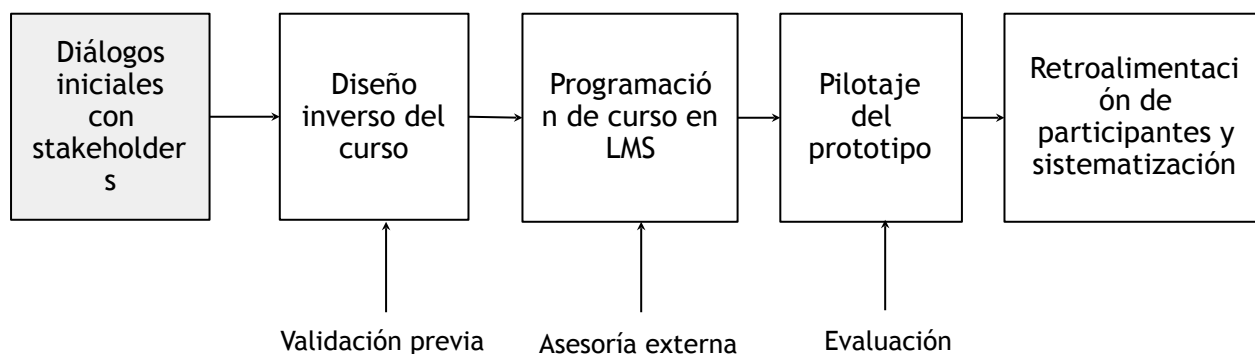 Diálogos
iniciales
con
stakeholder
s
Diseño
inverso del
curso
Programació
n de curso en
LMS
Pilotaje
del
prototipo
Retroalimentaci
ón de
participantes y
sistematización
Validación previa
Asesoría externa
Evaluación